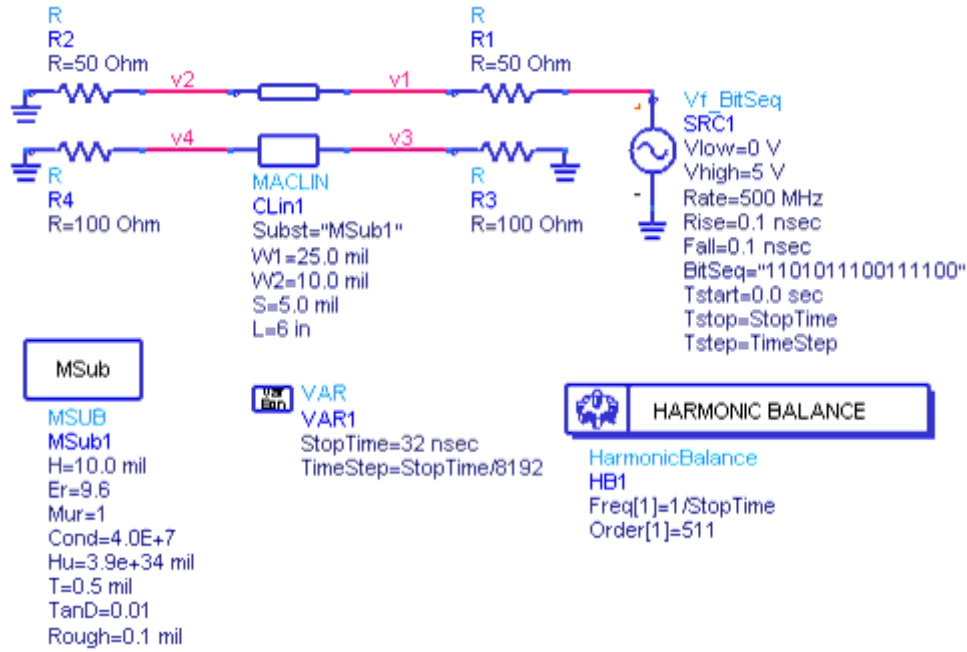 R
R2
R=50 Ohm
R
R1
R=50 Ohm
v2
v1
v4
v3
R
R4
R=100 Ohm
MACLIN
CLin1
Subst="MSub1"
W1=25.0 mil
W2=10.0 mil
S=5.0 mil
L=6 in
R
R3
R=100 Ohm
Vf_BitSeq
SRC1
Vlow=0 V
Vhigh=5 V
Rate=500 MHz
Rise=0.1 nsec
Fall=0.1 nsec
BitSeq="1101011100111100"
Tstart=0.0 sec
Tstop=StopTime
Tstep=TimeStep
MSub
MSUB
MSub1
H=10.0 mil
Er=9.6
Mur=1
Cond=4.0E+7
Hu=3.9e+34 mil
T=0.5 mil
TanD=0.01
Rough=0.1 mil
Var
Eqn
VAR
VAR1
StopTime=32 nsec
TimeStep=StopTime/8192
HARMONIC BALANCE
HarmonicBalance
HB1
Freq[1]=1/StopTime
Order[1]=511